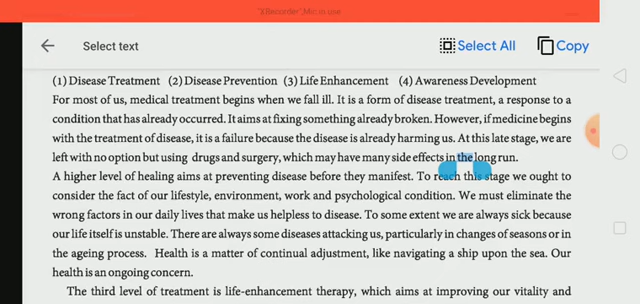 "X Recorder", Mic in use
Select text
Select All
Copy
(1) Disease Treatment (2) Disease Prevention (3) Life Enhancement (4) Awareness Development
For most of us, medical treatment begins when we fall ill. It is a form of disease treatment, a response to a
condition that has already occurred. It aims at fixing something already broken. However, if medicine begins
with the treatment of disease, it is a failure because the disease is already harming us. At this late stage, we are
left with no option but using drugs and surgery, which may have many side effects in the long run.
A higher level of healing aims at preventing disease before they manifest. To reach this stage we ought to
consider the fact of our lifestyle, environment, work and psychological condition. We must eliminate the
wrong factors in our daily lives that make us helpless to disease. To some extent we are always sick because
our life itself is unstable. There are always some diseases attacking us, particularly in changes of seasons or in
the ageing process. Health is a matter of continual adjustment, like navigating a ship upon the sea. Our
health is an ongoing concern.
The third level of treatment is life-enhancement therapy, which aims at improving our vitality and